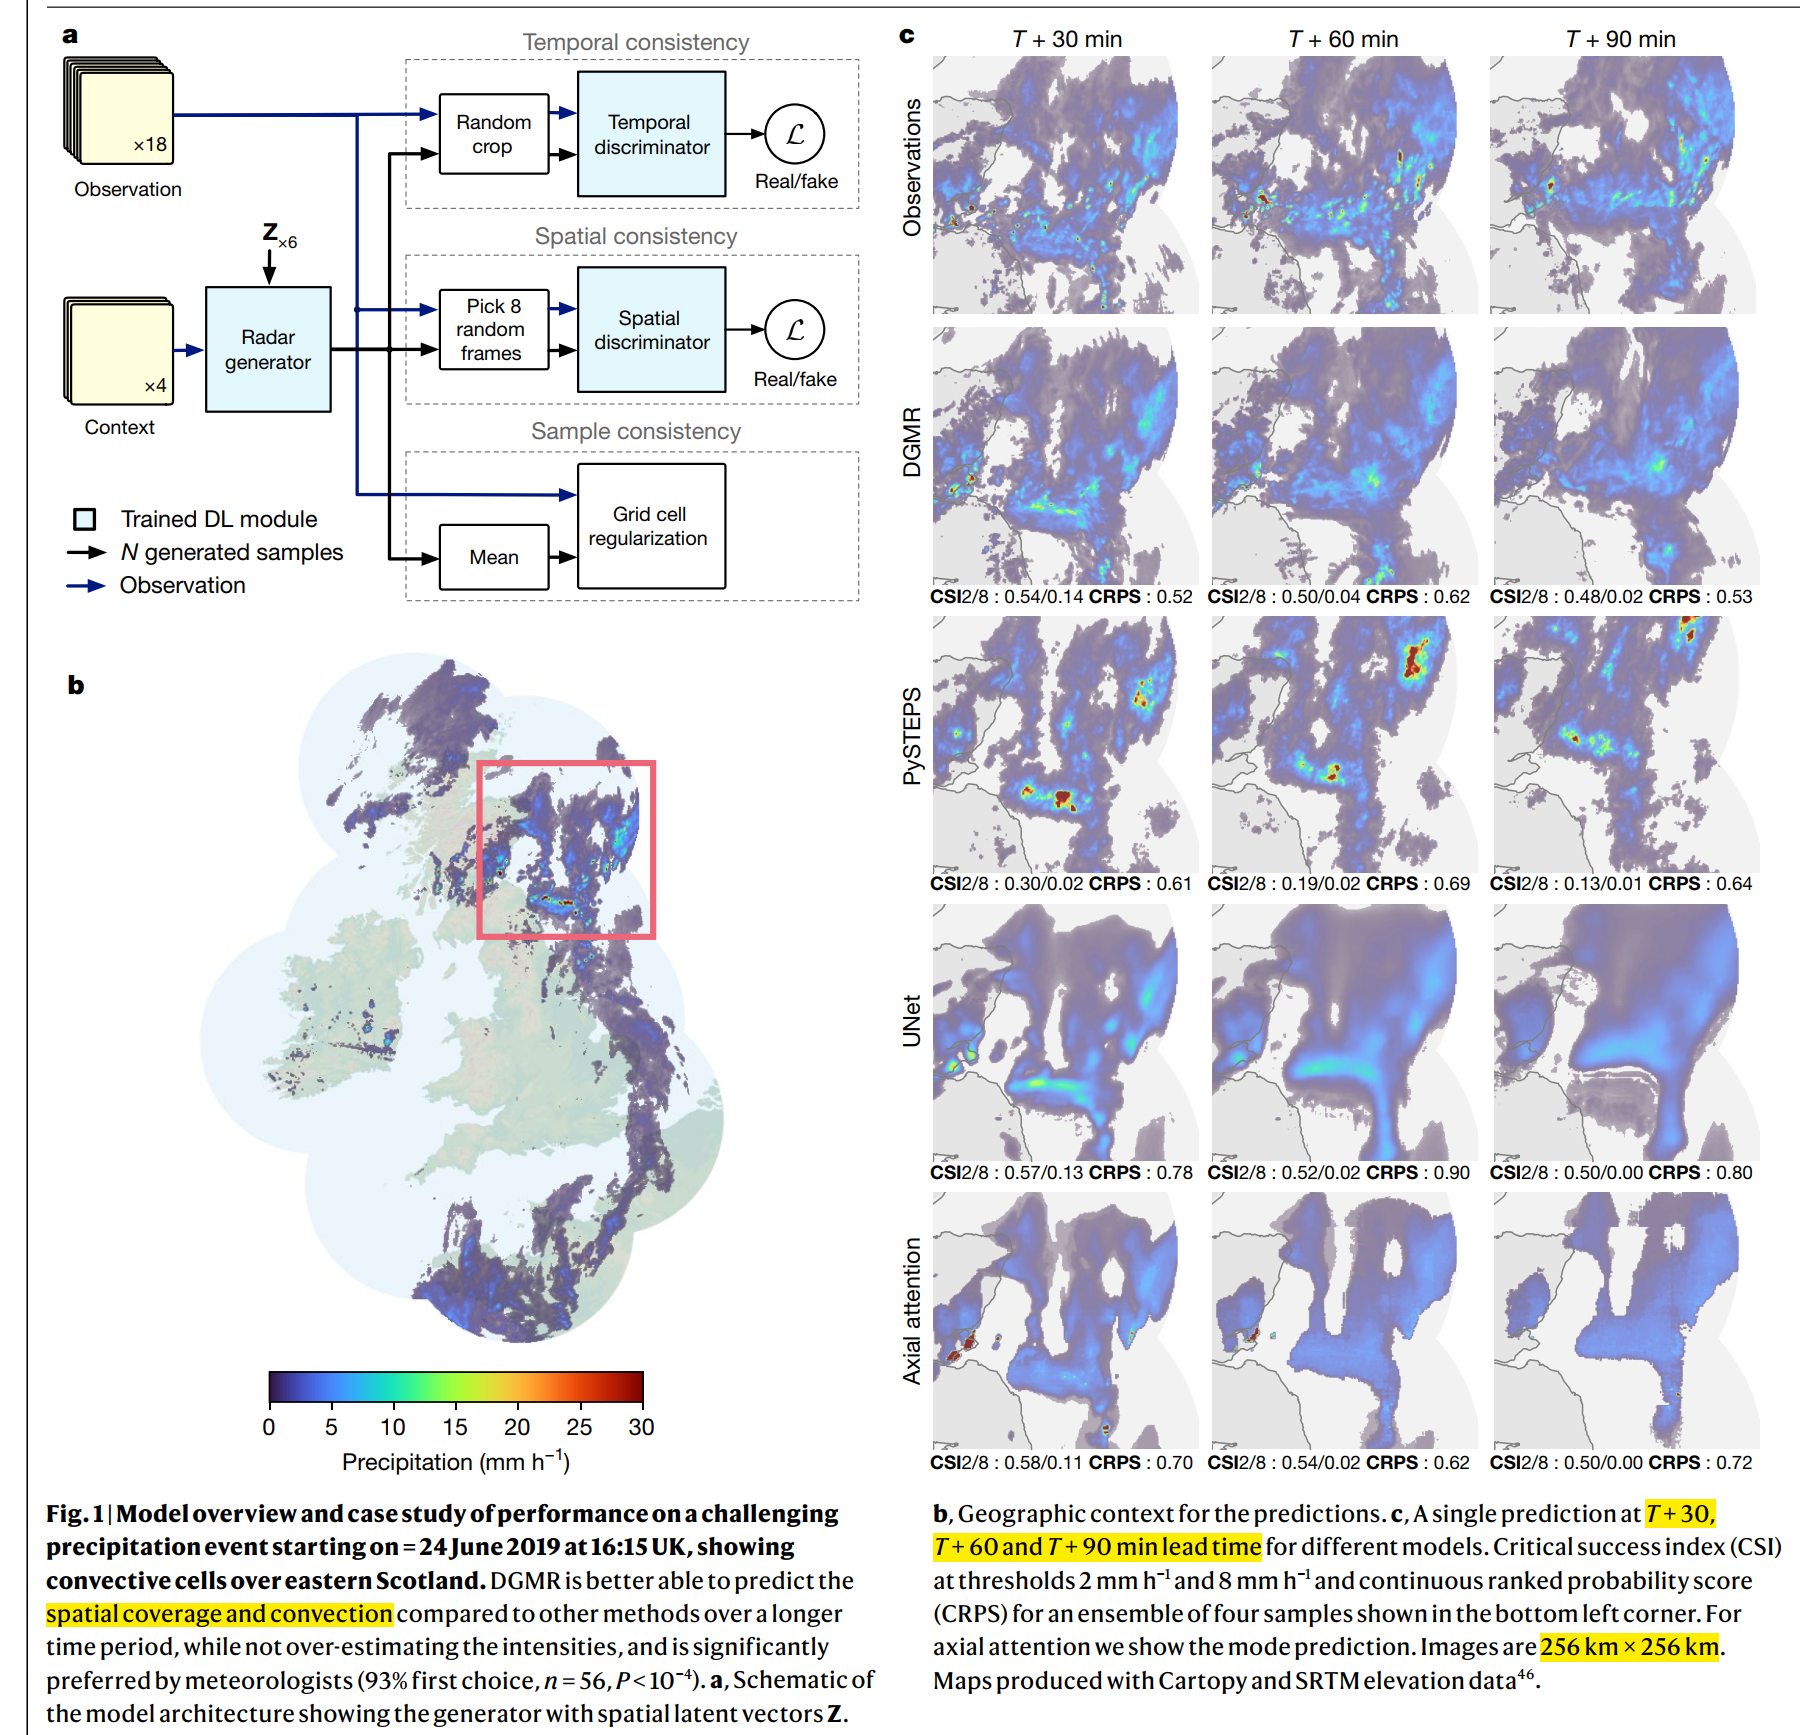 a
Temporal consistency
×18
Observation
Random
crop
Temporal
discriminator
ℒ
Real/fake
Z×6
Spatial consistency
Pick 8
random
frames
Spatial
discriminator
ℒ
Real/fake
×4
Context
Radar
generator
Sample consistency
Grid cell
regularization
Mean
Trained DL module
N generated samples
Observation
b
0 5 10 15 20 25 30
Precipitation (mm h⁻¹)
c
T + 30 min T + 60 min T + 90 min
Observations
DGMR
CSI2/8 : 0.54/0.14 CRPS : 0.52 CSI2/8 : 0.50/0.04 CRPS : 0.62 CSI2/8 : 0.48/0.02 CRPS : 0.53
PySTEPS
CSI2/8 : 0.30/0.02 CRPS : 0.61 CSI2/8 : 0.19/0.02 CRPS : 0.69 CSI2/8 : 0.13/0.01 CRPS : 0.64
UNet
CSI2/8 : 0.57/0.13 CRPS : 0.78 CSI2/8 : 0.52/0.02 CRPS : 0.90 CSI2/8 : 0.50/0.00 CRPS : 0.80
Axial attention
CSI2/8 : 0.58/0.11 CRPS : 0.70 CSI2/8 : 0.54/0.02 CRPS : 0.62 CSI2/8 : 0.50/0.00 CRPS : 0.72
Fig. 1 | Model overview and case study of performance on a challenging
precipitation event starting on = 24 June 2019 at 16:15 UK, showing
convective cells over eastern Scotland. DGMR is better able to predict the
spatial coverage and convection compared to other methods over a longer
time period, while not over-estimating the intensities, and is significantly
preferred by meteorologists (93% first choice, n = 56, P < 10⁻⁴). a, Schematic of
the model architecture showing the generator with spatial latent vectors Z.
b, Geographic context for the predictions. c, A single prediction at T + 30,
T + 60 and T + 90 min lead time for different models. Critical success index (CSI)
at thresholds 2 mm h⁻¹ and 8 mm h⁻¹ and continuous ranked probability score
(CRPS) for an ensemble of four samples shown in the bottom left corner. For
axial attention we show the mode prediction. Images are 256 km × 256 km.
Maps produced with Cartopy and SRTM elevation data⁴⁶.